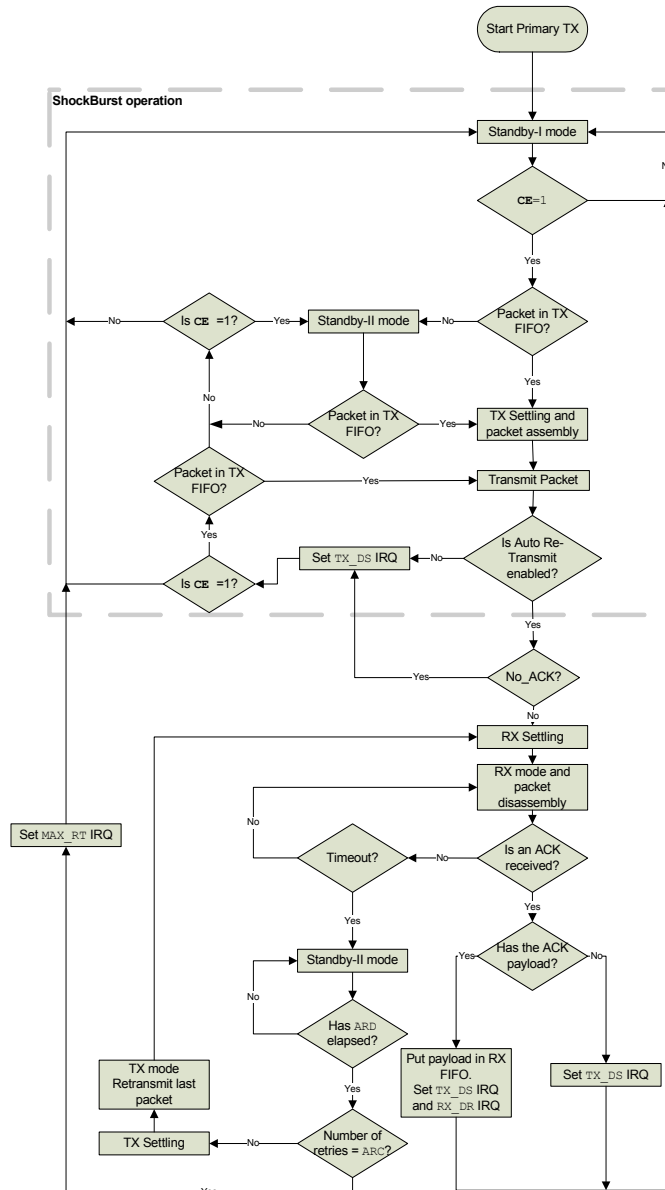 Start Primary TX
ShockBurst operation
Standby-I mode
CE=1
Yes
Is CE =1?
No
Yes
Standby-II mode
No
Packet in TX
FIFO?
Yes
No
Packet in TX
FIFO?
No
Yes
TX Settling and
packet assembly
Packet in TX
FIFO?
Yes
Transmit Packet
Yes
Is CE =1?
Set TX_DS IRQ
No
Is Auto Re-
Transmit
enabled?
Yes
No_ACK?
Yes
No
RX Settling
RX mode and
packet
disassembly
No
Set MAX_RT IRQ
Timeout?
No
Is an ACK
received?
Yes
Yes
Standby-II mode
Yes
Has the ACK
payload?
No
No
Has ARD
elapsed?
TX mode
Retransmit last
packet
Put payload in RX
FIFO.
Set TX_DS IRQ
and RX_DR IRQ
Set TX_DS IRQ
Yes
TX Settling
No
Number of
retries = ARC?
Yes